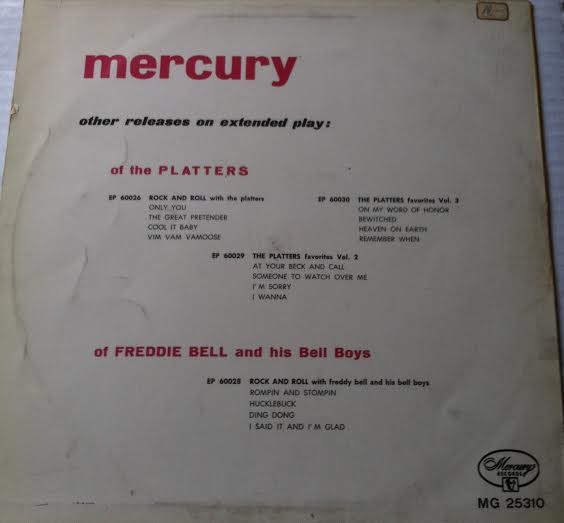 mercury
other releases on extended play:
of the PLATTERS
EP 60026 ROCK AND ROLL with the platters
ONLY YOU
THE GREAT PRETENDER
COOL IT BABY
VIM VAM VAMOOSE
EP 60030 THE PLATTERS favorites Vol. 3
ON MY WORD OF HONOR
BEWITCHED
HEAVEN ON EARTH
REMEMBER WHEN
EP 60029 THE PLATTERS favorites Vol. 2
AT YOUR BECK AND CALL
SOMEONE TO WATCH OVER ME
I'M SORRY
I WANNA
of FREDDIE BELL and his Bell Boys
EP 60028 ROCK AND ROLL with freddy bell and his bell boys
ROMPIN AND STOMPIN
HUCKLEBUCK
DING DONG
I SAID IT AND I'M GLAD
Mercury
RECORDS
MG 25310